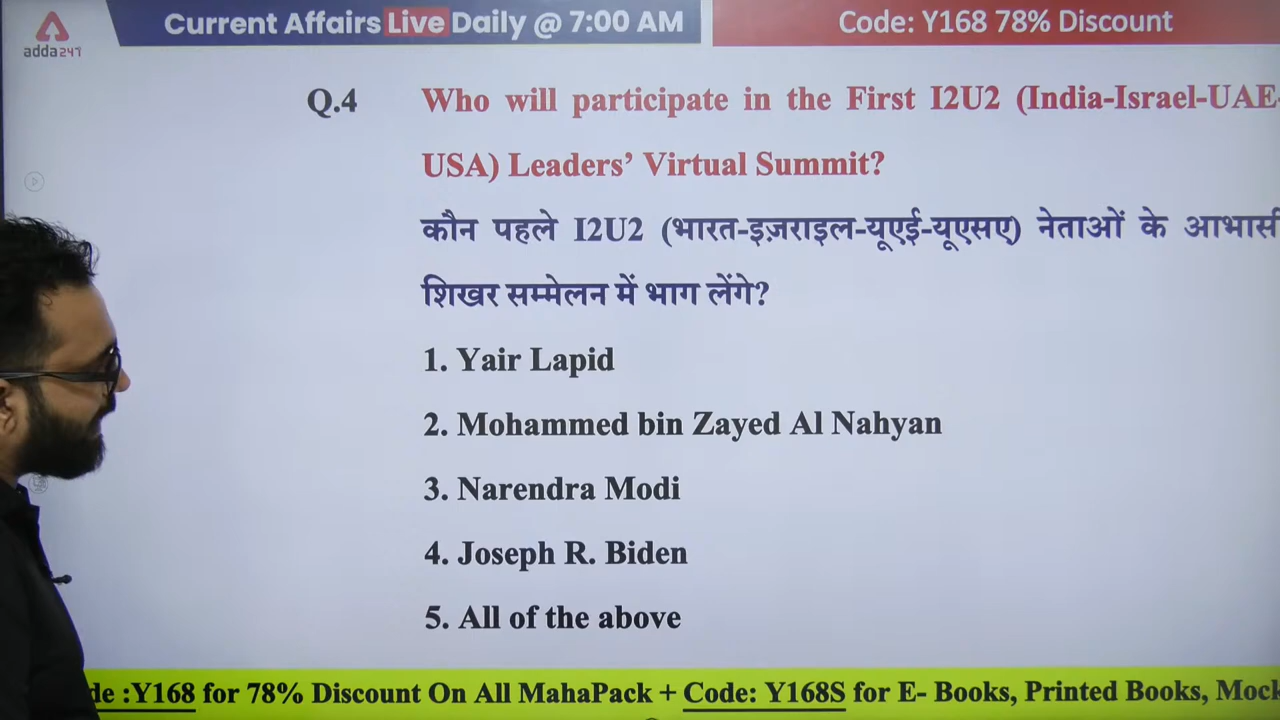 Current Affairs Live Daily @ 7:00 AM
Code: Y168 78% Discount
adda247
Q.4
Who will participate in the First I2U2 (India-Israel-UAE-
USA) Leaders’ Virtual Summit?
कौन पहले I2U2 (भारत-इज़राइल-यूएई-यूएसए) नेताओं के
शिखर सम्मेलन में भाग लेंगे?
1. Yair Lapid
2. Mohammed bin Zayed Al Nahyan
3. Narendra Modi
4. Joseph R. Biden
5. All of the above
:Y168 for 78% Discount On All MahaPack + Code: Y168S for E- Books, Printed Books, Mock